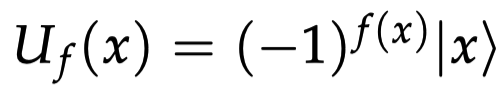 U_f(x) = (−1)^{f(x)}|x⟩